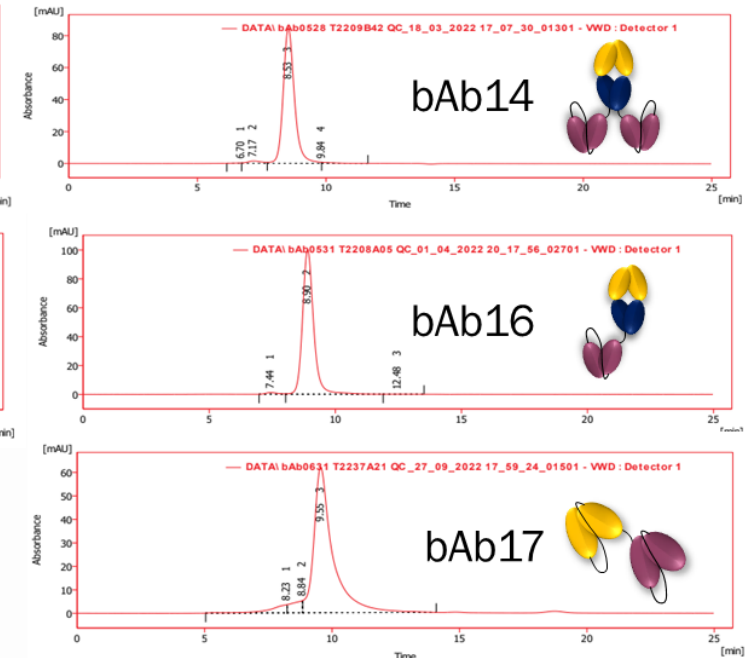 [mAU]
DATA\ bAb0528 T2209B42 QC_18_03_2022 17_07_30_01301 - VWD : Detector 1
80
60
40
20
0
Absorbance
6.70 1
7.17 2
8.53 3
9.84 4
bAb14
0 5 10 15 20 25
Time
[min]
[mAU]
DATA\ bAb0531 T2208A05 QC_01_04_2022 20_17_56_02701 - VWD : Detector 1
100
80
60
40
20
0
Absorbance
7.44 1
8.90 2
12.48 3
bAb16
0 5 10 15 20 25
[mAU]
DATA\ bAb0631 T2237A21 QC_27_09_2022 17_59_24_01501 - VWD : Detector 1
60
50
40
30
20
10
0
Absorbance
8.23 1
8.84 2
9.55 3
bAb17
0 5 10 15 20 25
Time
[min]